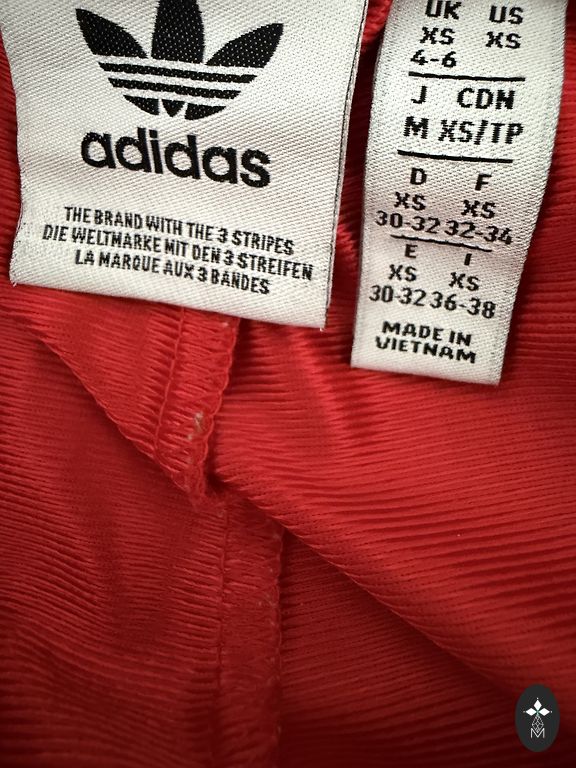 adidas
THE BRAND WITH THE 3 STRIPES
DIE WELTMARKE MIT DEN 3 STREIFEN
LA MARQUE AUX 3 BANDES
UK US
XS XS
4-6
J CDN
M XS/TP
D F
XS XS
30-32 32-34
E I
XS XS
30-32 36-38
MADE IN
VIETNAM
M